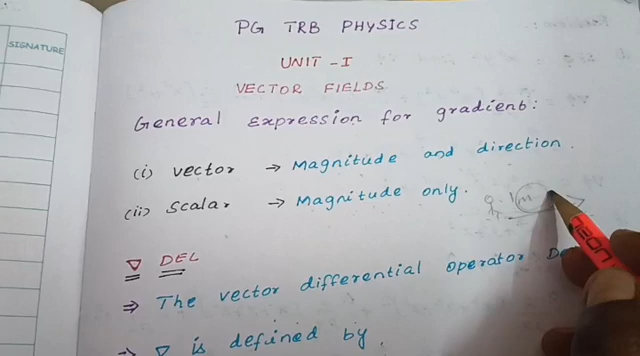 SIGNATURE
PG TRB PHYSICS
UNIT - I
VECTOR FIELDS
General Expression for gradient:
(i) vector → Magnitude and direction.
(ii) Scalar → Magnitude only.
m
∇ DEL
⇒ The vector differential operator
⇒ ∇ is defined by,